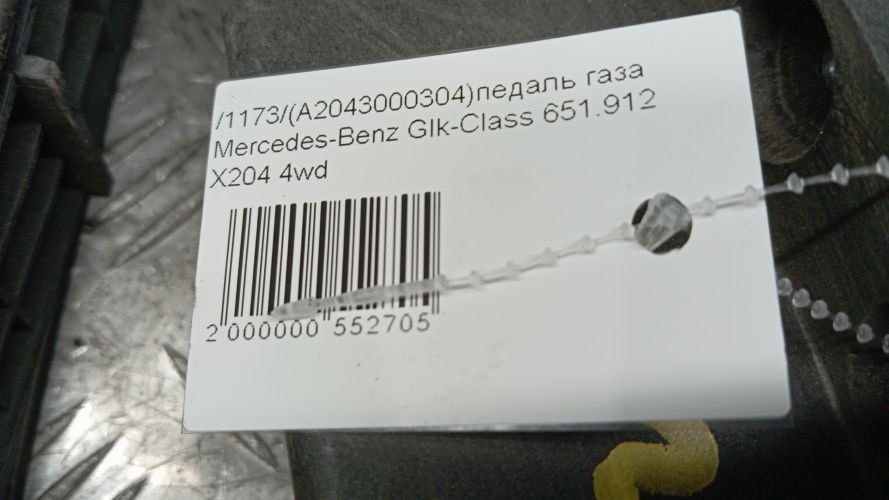 /1173/(A2043000304)педаль газа
Mercedes-Benz Glk-Class 651.912
X204 4wd
2 000000 552705